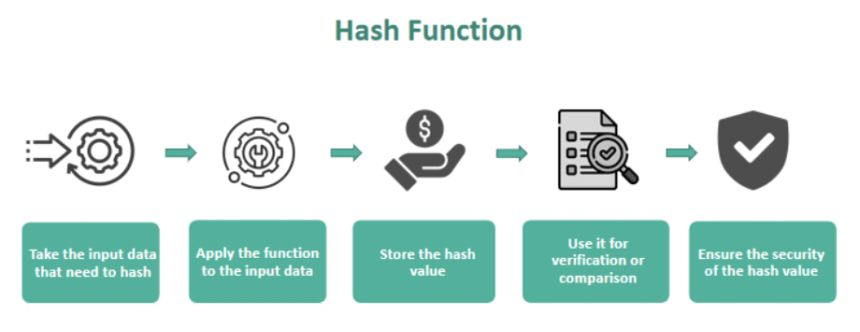 Hash Function
$
Take the input data
that need to hash
Apply the function
to the input data
Store the hash
value
Use it for
verification or
comparison
Ensure the security
of the hash value